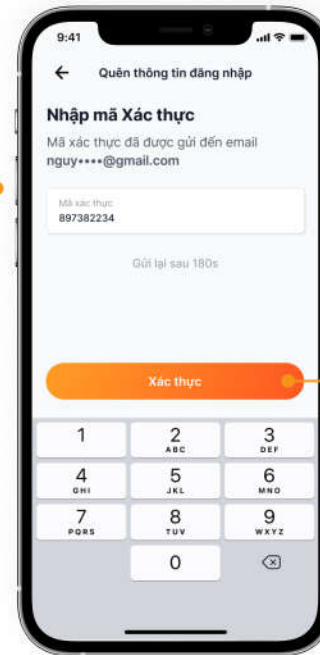 9:41
Quên thông tin đăng nhập
Nhập mã Xác thực
Mã xác thực đã được gửi đến email
nguy••••@gmail.com
Mã xác thực
897382234
Gửi lại sau 180s
Xác thực
1 2 3
ABC DEF
4 5 6
GHI JKL MNO
7 8 9
PQRS TUV WXYZ
0